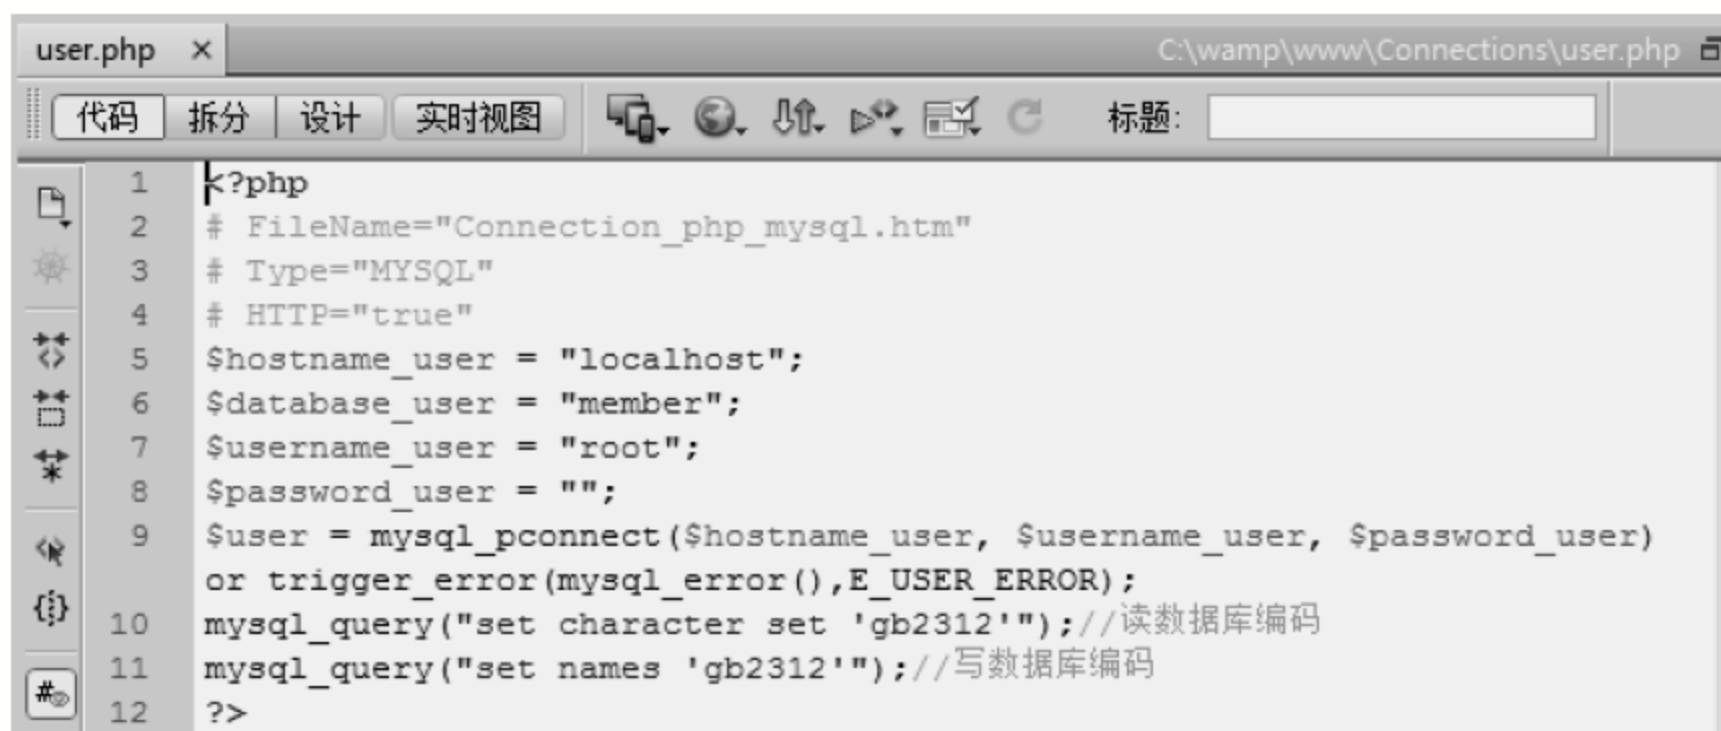 user.php × C:\wamp\www\Connections\user.php
代码 拆分 设计 实时视图 标题:
1 <?php
2 # FileName="Connection_php_mysql.htm"
3 # Type="MYSQL"
4 # HTTP="true"
5 $hostname_user = "localhost";
6 $database_user = "member";
7 $username_user = "root";
8 $password_user = "";
9 $user = mysql_pconnect($hostname_user, $username_user, $password_user)
or trigger_error(mysql_error(),E_USER_ERROR);
10 mysql_query("set character set 'gb2312'");//读数据库编码
11 mysql_query("set names 'gb2312'");//写数据库编码
12 ?>